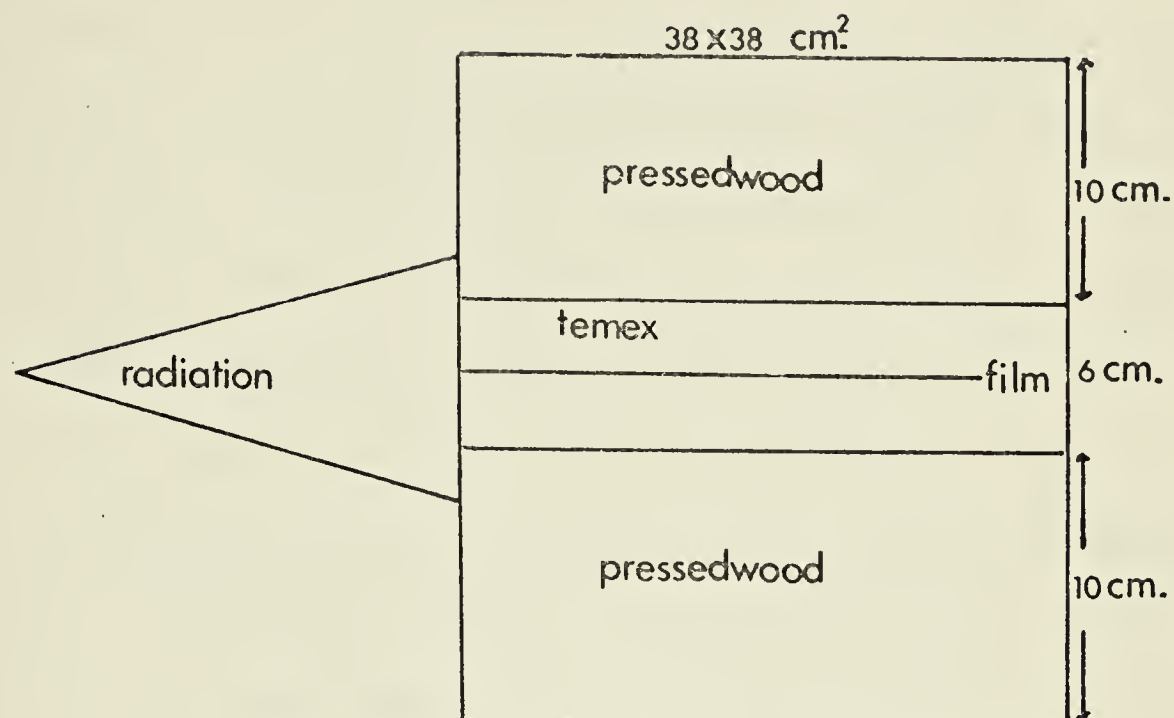 38 X 38 cm.²
pressedwood
10 cm.
temex
radiation
film
6 cm.
pressedwood
10 cm.